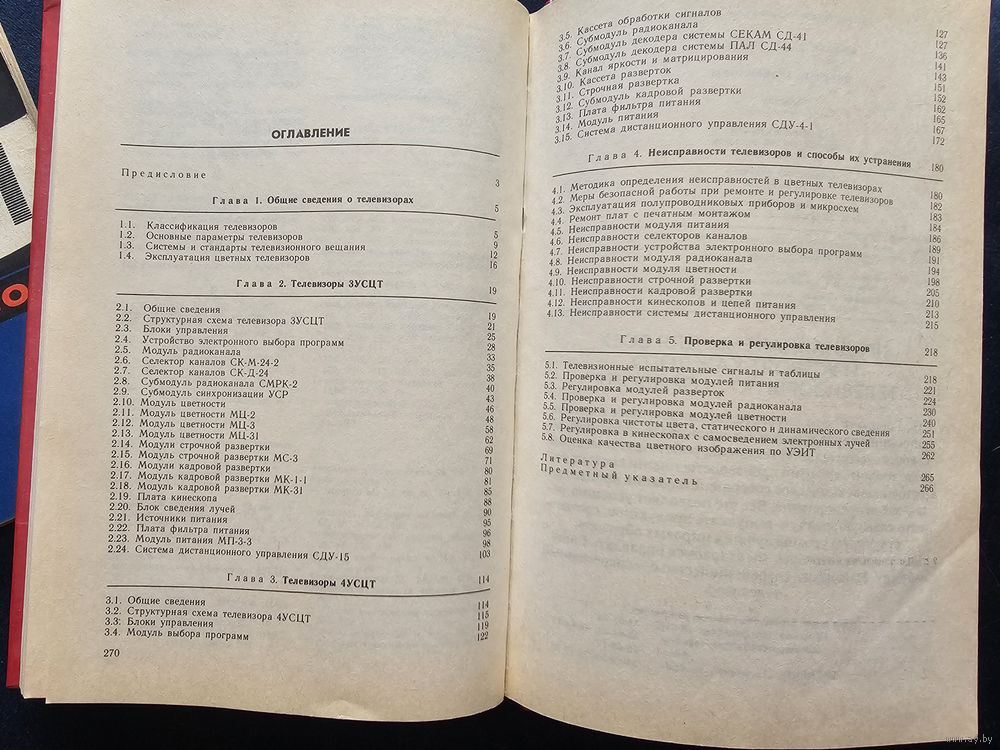 ОГЛАВЛЕНИЕ
Предисловие 3
Глава 1. Общие сведения о телевизорах 5
1.1. Классификация телевизоров 5
1.2. Основные параметры телевизоров 9
1.3. Системы и стандарты телевизионного вещания 12
1.4. Эксплуатация цветных телевизоров 16
Глава 2. Телевизоры 3УСЦТ 19
2.1. Общие сведения 19
2.2. Структурная схема телевизора 3УСЦТ 21
2.3. Блоки управления 25
2.4. Устройство электронного выбора программ 28
2.5. Модуль радиоканала 33
2.6. Селектор каналов СК-М-24-2 35
2.7. Селектор каналов СК-Д-24 38
2.8. Субмодуль радиоканала СМРК-2 40
2.9. Субмодуль синхронизации УСР 43
2.10. Модуль цветности 46
2.11. Модуль цветности МЦ-2 48
2.12. Модуль цветности МЦ-3 58
2.13. Модуль цветности МЦ-31 62
2.14. Модули строчной развертки 69
2.15. Модуль строчной развертки МС-3 71
2.16. Модули кадровой развертки 80
2.17. Модуль кадровой развертки МК-1-1 81
2.18. Модуль кадровой развертки МК-31 85
2.19. Плата кинескопа 88
2.20. Блок сведения лучей 90
2.21. Источники питания 95
2.22. Плата фильтра питания 96
2.23. Модуль питания МП-3-3 98
2.24. Система дистанционного управления СДУ-15 103
Глава 3. Телевизоры 4УСЦТ 114
3.1. Общие сведения 114
3.2. Структурная схема телевизора 4УСЦТ 115
3.3. Блоки управления 119
3.4. Модуль выбора программ 122
270
3.5. Кассета обработки сигналов 127
3.6. Субмодуль радиоканала 127
3.7. Субмодуль декодера системы СЕКАМ СД-41 136
3.8. Субмодуль декодера системы ПАЛ СД-44 141
3.9. Канал яркости и матрицирования 143
3.10. Кассета разверток 151
3.11. Строчная развертка 152
3.12. Субмодуль кадровой развертки 162
3.13. Плата фильтра питания 165
3.14. Модуль питания 167
3.15. Система дистанционного управления СДУ-4-1 172
Глава 4. Неисправности телевизоров и способы их устранения 180
4.1. Методика определения неисправностей в цветных телевизорах 180
4.2. Меры безопасной работы при ремонте и регулировке телевизоров 182
4.3. Эксплуатация полупроводниковых приборов и микросхем 183
4.4. Ремонт плат с печатным монтажом 184
4.5. Неисправности модуля питания 186
4.6. Неисправности селекторов каналов 189
4.7. Неисправности устройства электронного выбора программ 191
4.8. Неисправности модуля радиоканала 194
4.9. Неисправности модуля цветности 198
4.10. Неисправности строчной развертки 205
4.11. Неисправности кадровой развертки 210
4.12. Неисправности кинескопов и цепей питания 213
4.13. Неисправности системы дистанционного управления 215
Глава 5. Проверка и регулировка телевизоров 218
5.1. Телевизионные испытательные сигналы и таблицы 218
5.2. Проверка и регулировка модулей питания 221
5.3. Регулировка модулей разверток 224
5.4. Проверка и регулировка модулей радиоканала 230
5.5. Проверка и регулировка модулей цветности 240
5.6. Регулировка чистоты цвета, статического и динамического сведения 251
5.7. Регулировка в кинескопах с самосведением электронных лучей 255
5.8. Оценка качества цветного изображения по УЭИТ 262
Литература 265
Предметный указатель 266